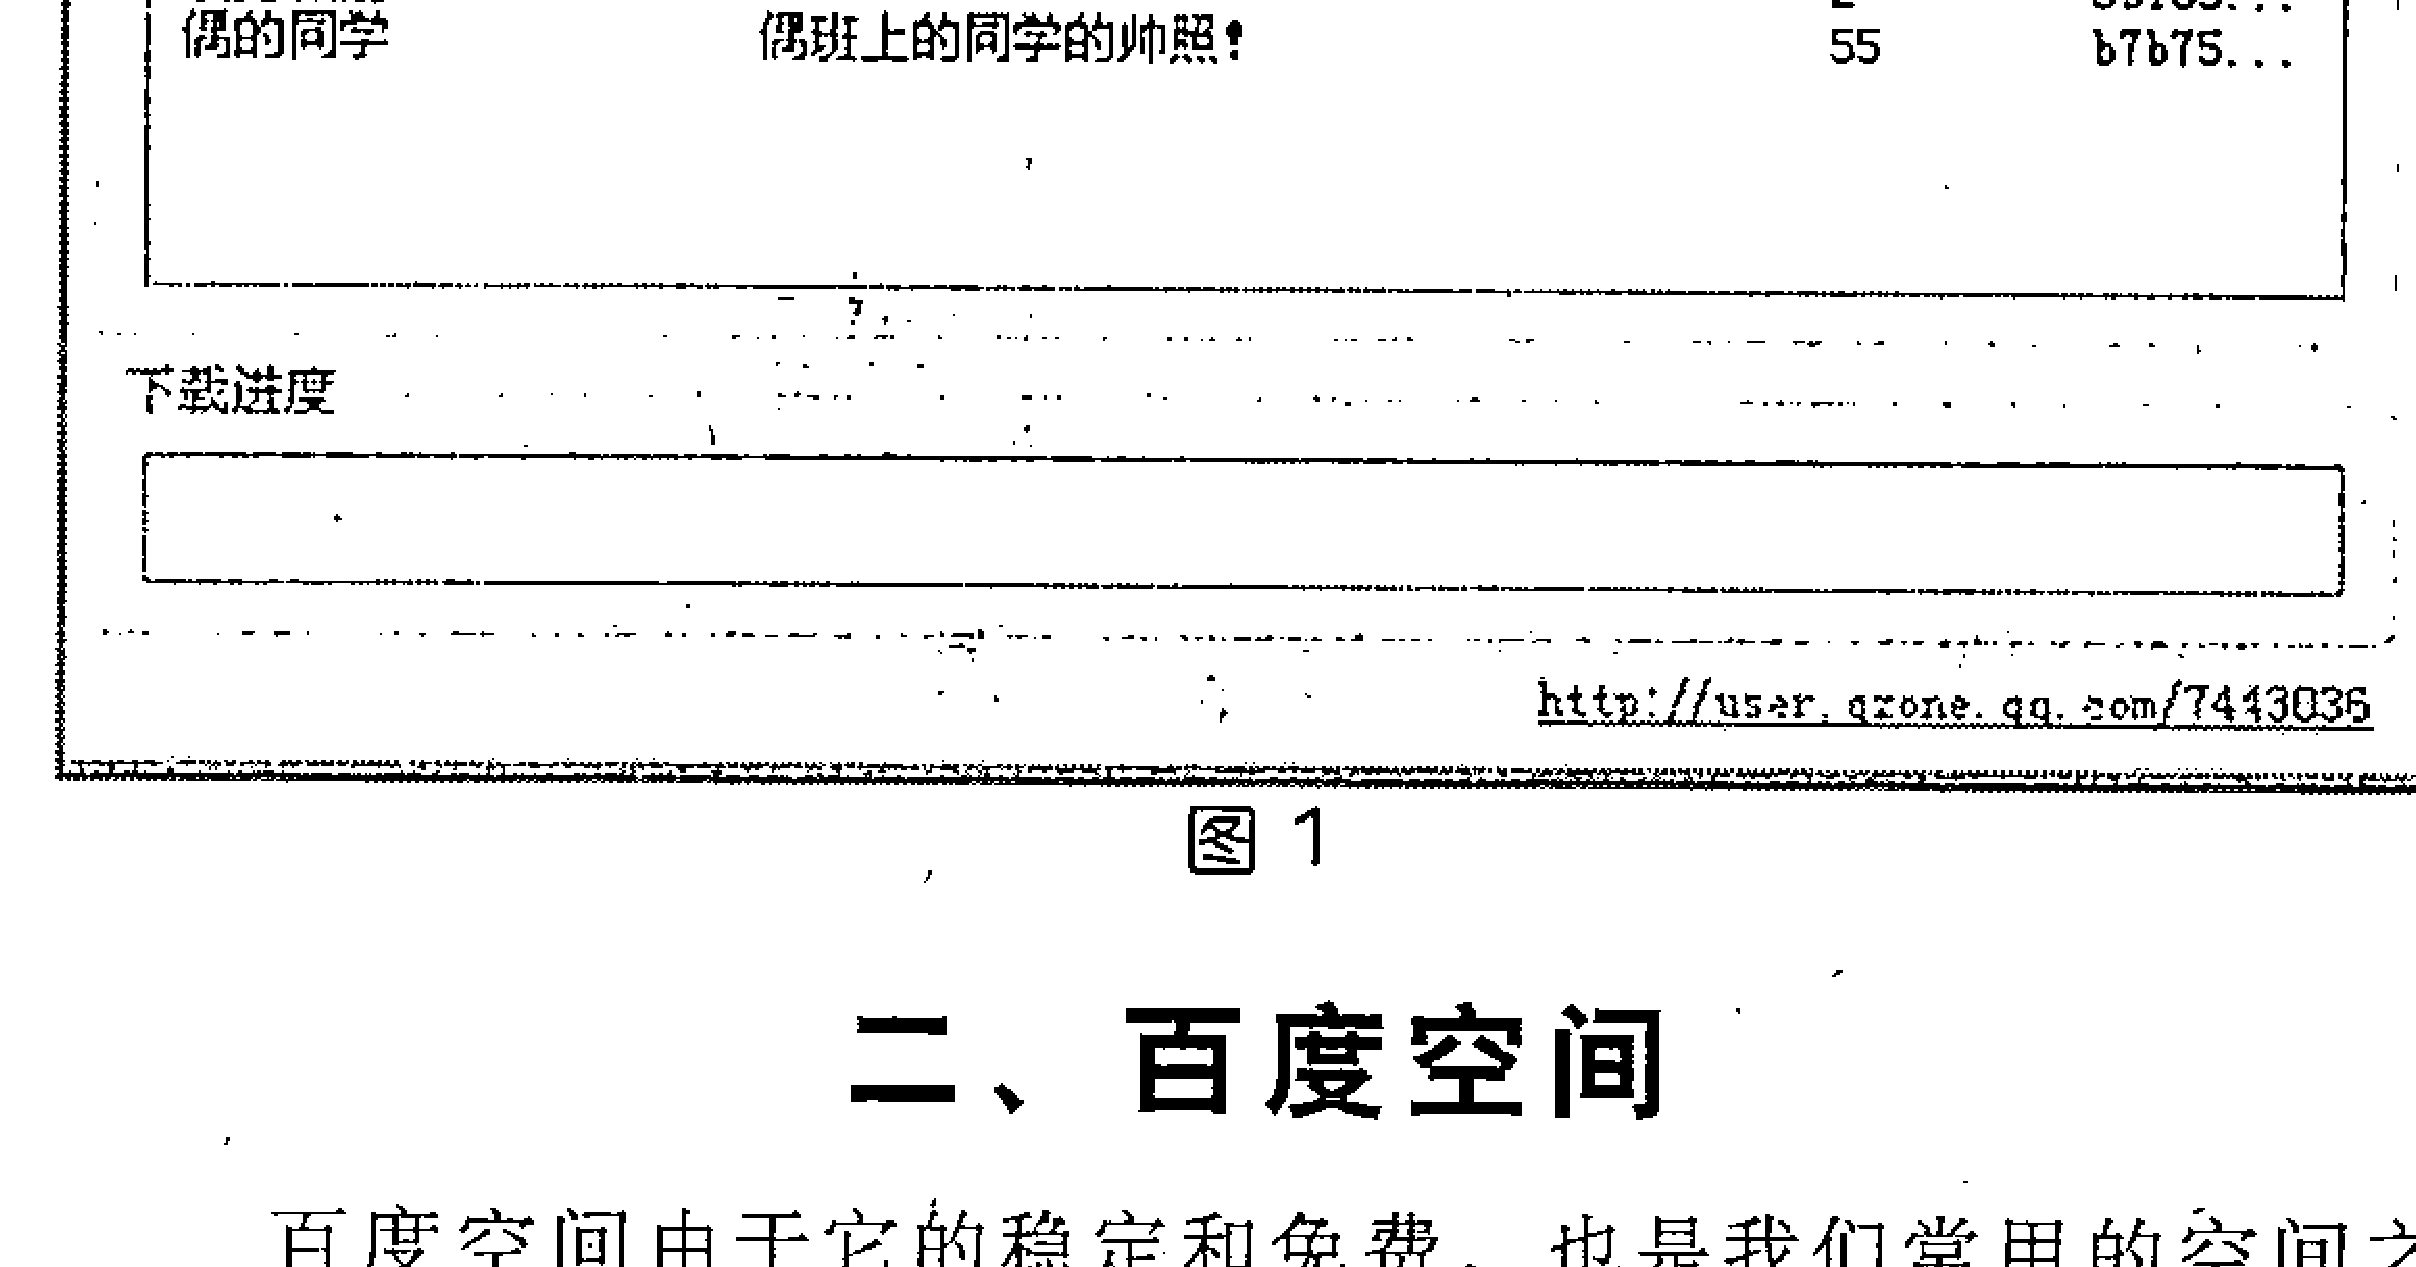 偶的同学 偶班上的同学的帅照! 55 b7b75...
下载进度
http://user.qzone.qq.com/7443036
图 1
二、百度空间
百度空间由于它的稳定和免费，也是我们常用的空间之